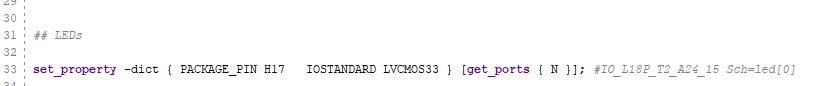 29
30
31 ## LEDs
32
33 set_property -dict { PACKAGE_PIN H17 IOSTANDARD LVCMOS33 } [get_ports { N }]; #IO_L18P_T2_A24_15 Sch=led[0]
34